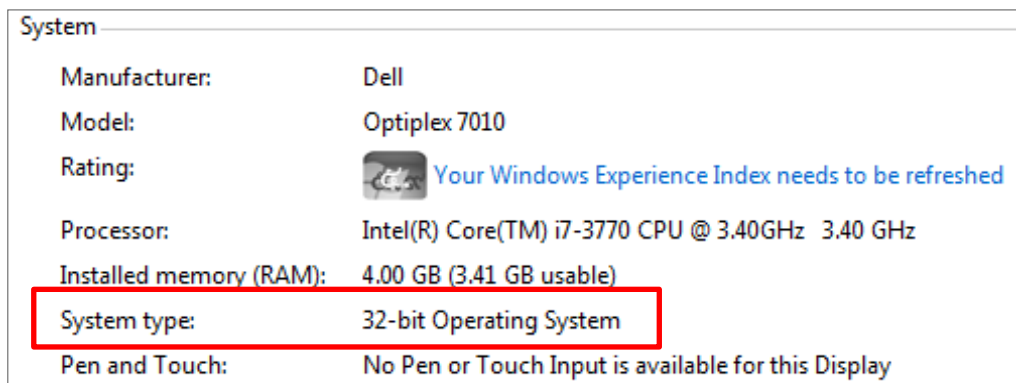 System
Manufacturer: Dell
Model: Optiplex 7010
Rating: Your Windows Experience Index needs to be refreshed
Processor: Intel(R) Core(TM) i7-3770 CPU @ 3.40GHz 3.40 GHz
Installed memory (RAM): 4.00 GB (3.41 GB usable)
System type: 32-bit Operating System
Pen and Touch: No Pen or Touch Input is available for this Display